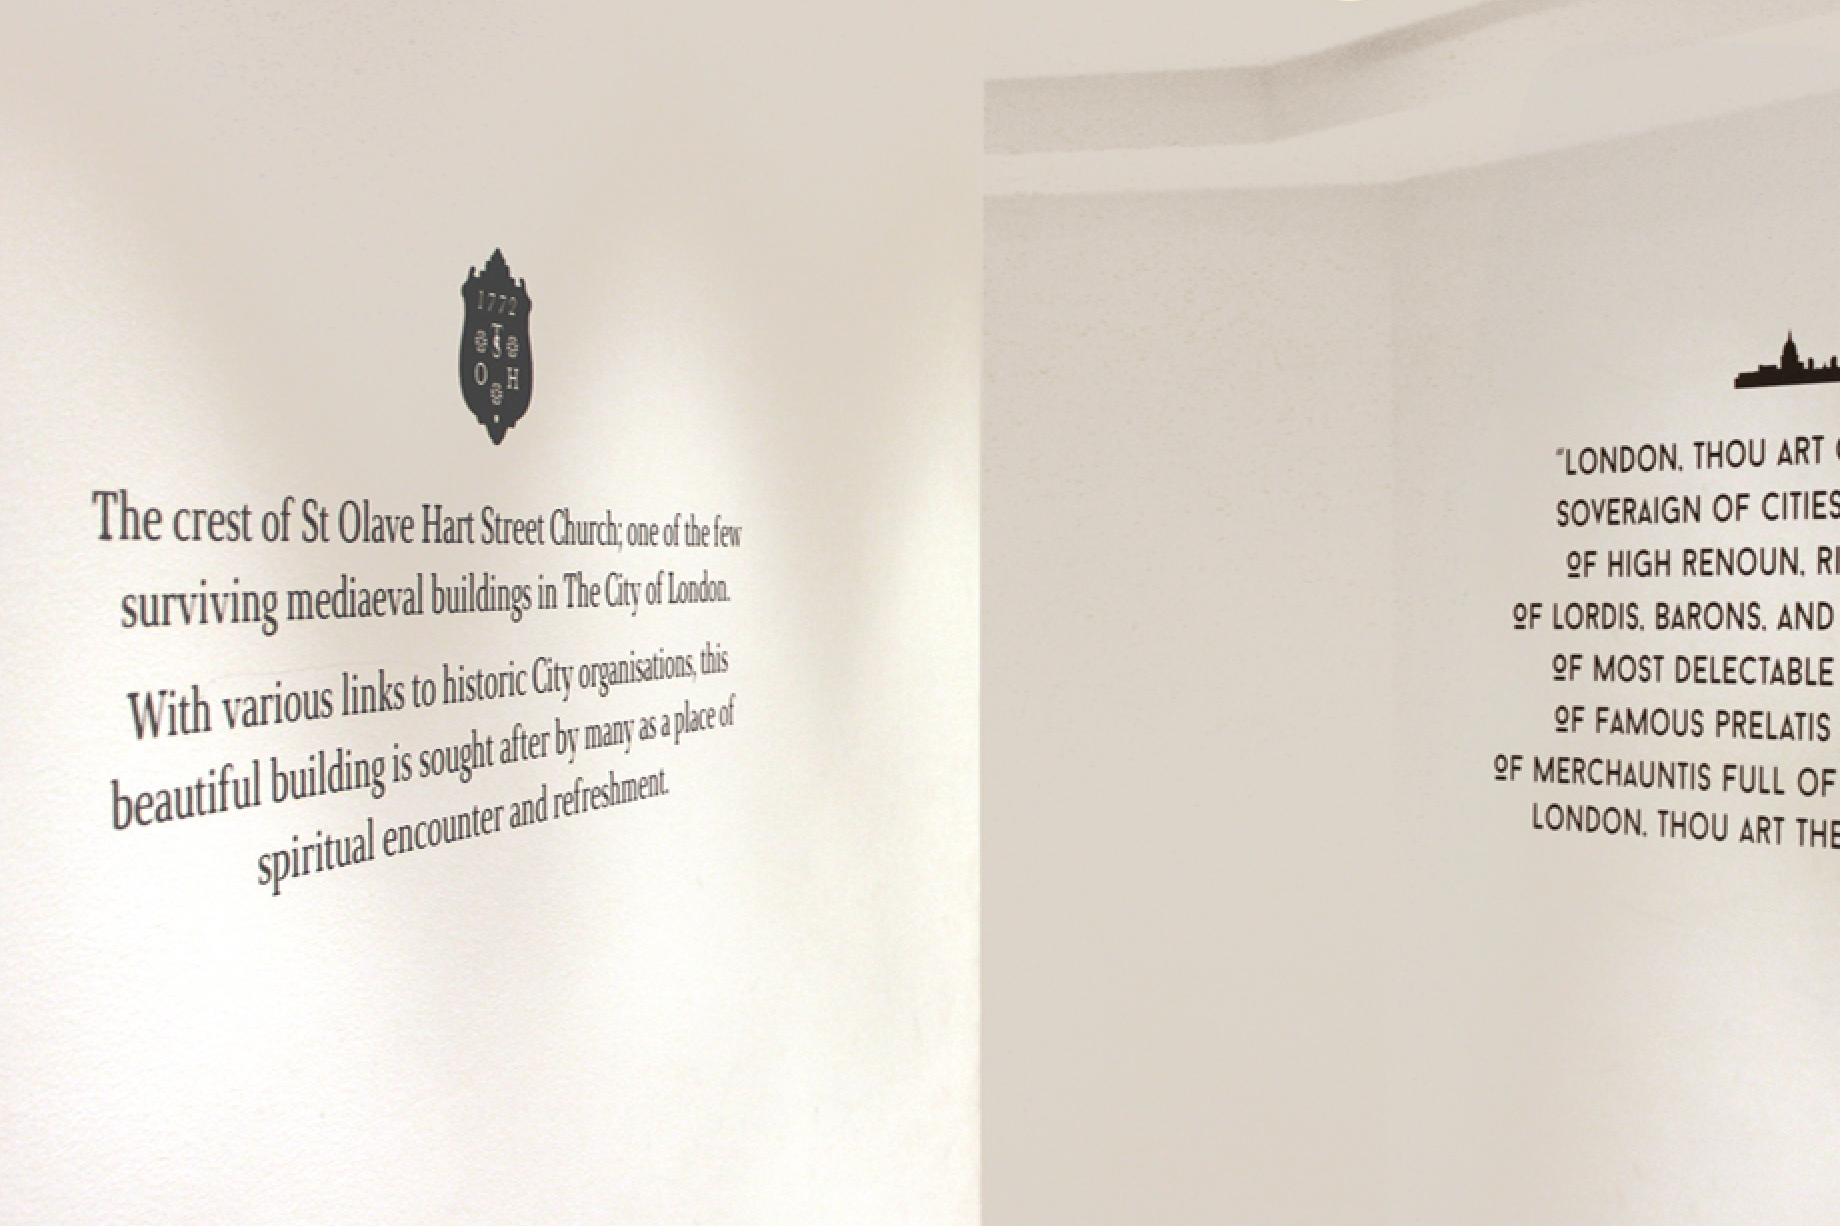 1772
T
S
O H
The crest of St Olave Hart Street Church; one of the few
surviving mediaeval buildings in The City of London.
With various links to historic City organisations, this
beautiful building is sought after by many as a place of
spiritual encounter and refreshment.
“LONDON, THOU ART
SOVERAIGN OF CITIES
OF HIGH RENOUN,
OF LORDIS, BARONS, AND
OF MOST DELECTABLE
OF FAMOUS PRELATIS
OF MERCHAUNTIS FULL OF
LONDON, THOU ART THE